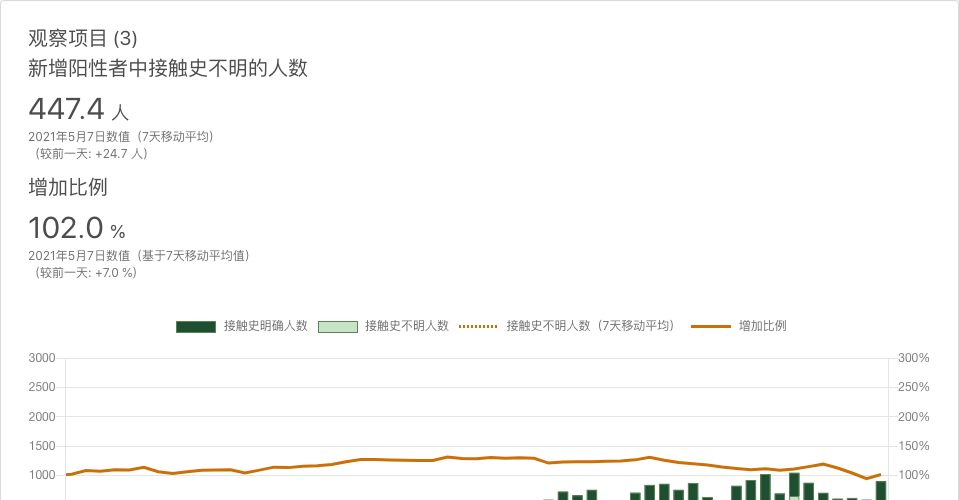 观察项目 (3)
新增阳性者中接触史不明的人数
447.4 人
2021年5月7日数值（7天移动平均）
（较前一天: +24.7 人）
增加比例
102.0 %
2021年5月7日数值（基于7天移动平均值）
（较前一天: +7.0 %）
接触史明确人数 接触史不明人数 接触史不明人数（7天移动平均） 增加比例
3000 300%
2500 250%
2000 200%
1500 150%
1000 100%